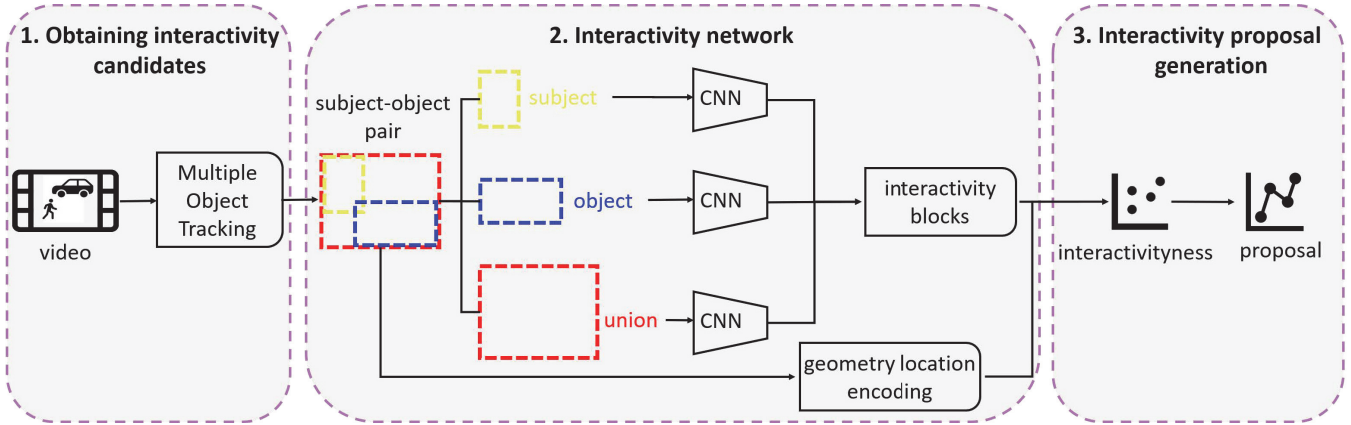 1. Obtaining interactivity
candidates
video
Multiple
Object
Tracking
2. Interactivity network
subject-object
pair
subject
object
union
CNN
CNN
CNN
interactivity
blocks
geometry location
encoding
3. Interactivity proposal
generation
interactivityness
proposal